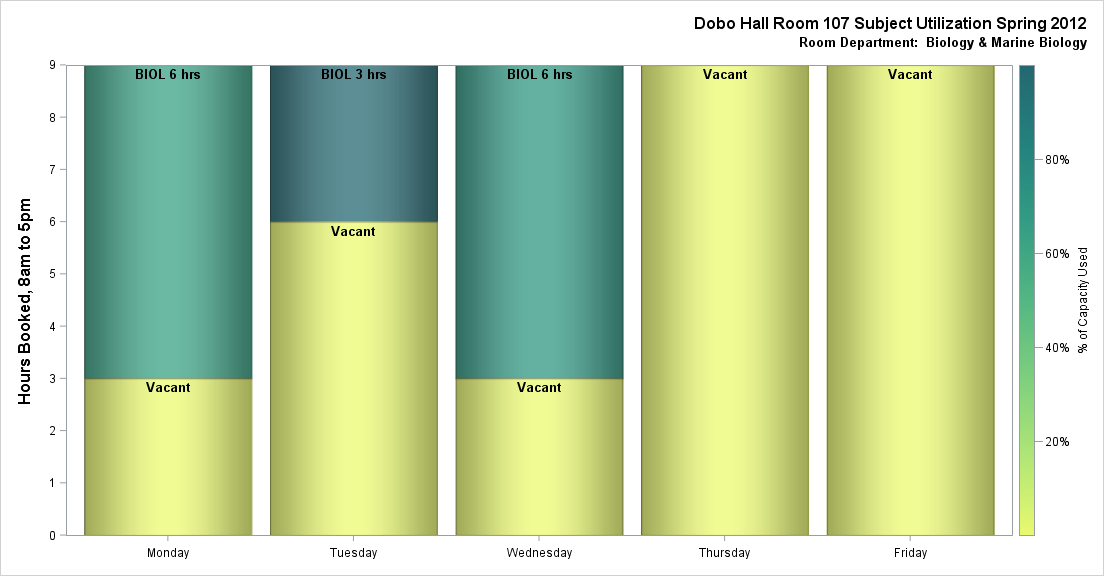 Dobo Hall Room 107 Subject Utilization Spring 2012
Room Department:  Biology & Marine Biology
Hours Booked, 8am to 5pm
9
8
7
6
5
4
3
2
1
0
BIOL 6 hrs
Vacant
BIOL 3 hrs
Vacant
BIOL 6 hrs
Vacant
Vacant
Vacant
Monday
Tuesday
Wednesday
Thursday
Friday
80%
60%
40%
20%
% of Capacity Used